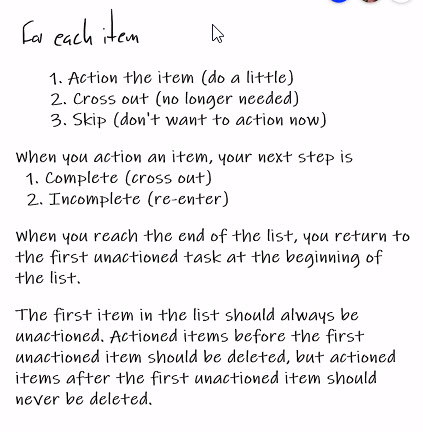 For each item
1. Action the item (do a little)
2. Cross out (no longer needed)
3. Skip (don't want to action now)
When you action an item, your next step is
1. Complete (cross out)
2. Incomplete (re-enter)
When you reach the end of the list, you return to
the first unactioned task at the beginning of
the list.
The first item in the list should always be
unactioned. Actioned items before the first
unactioned item should be deleted, but actioned
items after the first unactioned item should
never be deleted.